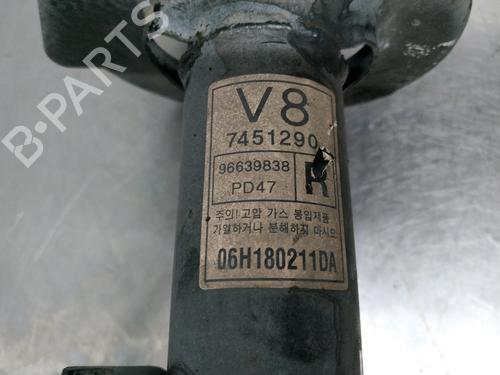 V8
7451290
96639838
R
PD47
주의! 고압 가스 봉입제품
가열하거나 분해하지 마시오
06H180211DA
B-PARTS